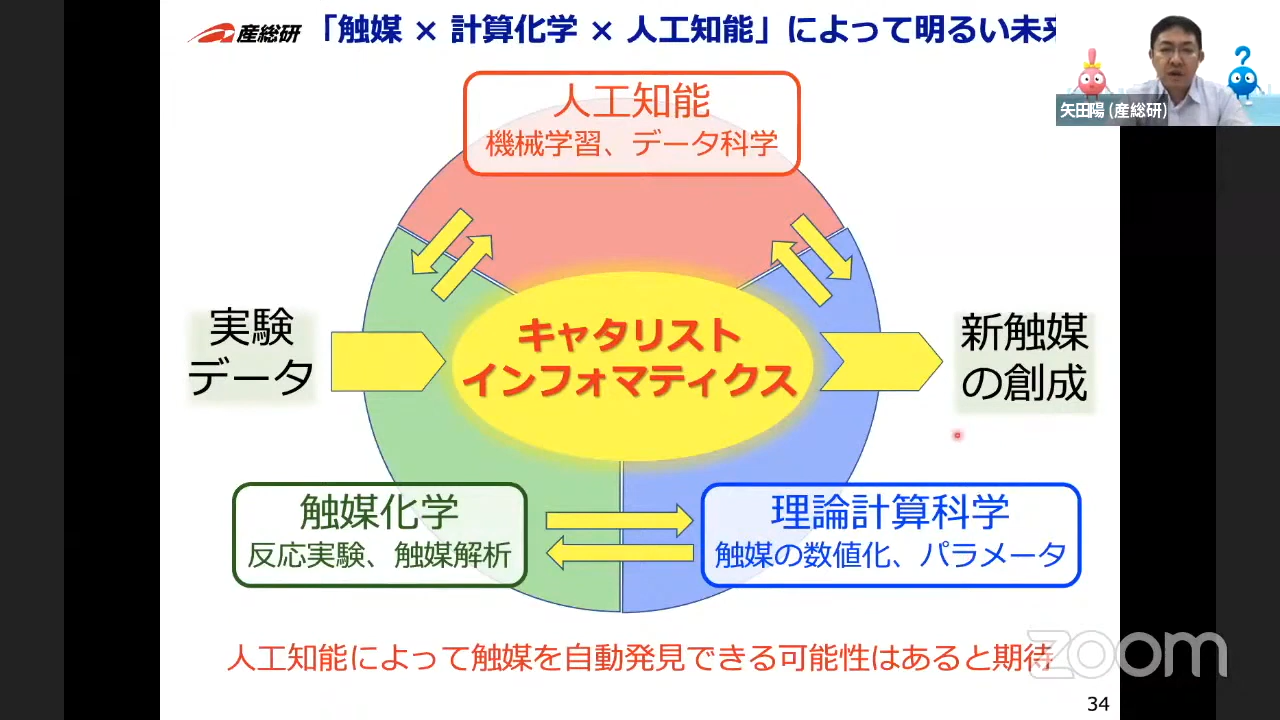 産総研
「触媒 × 計算化学 × 人工知能」によって明るい未来
矢田陽 (産総研)
人工知能
機械学習、データ科学
実験
データ
キャタリスト
インフォマティクス
新触媒
の創成
触媒化学
反応実験、触媒解析
理論計算科学
触媒の数値化、パラメータ
人工知能によって触媒を自動発見できる可能性はあると期待
zoom
34